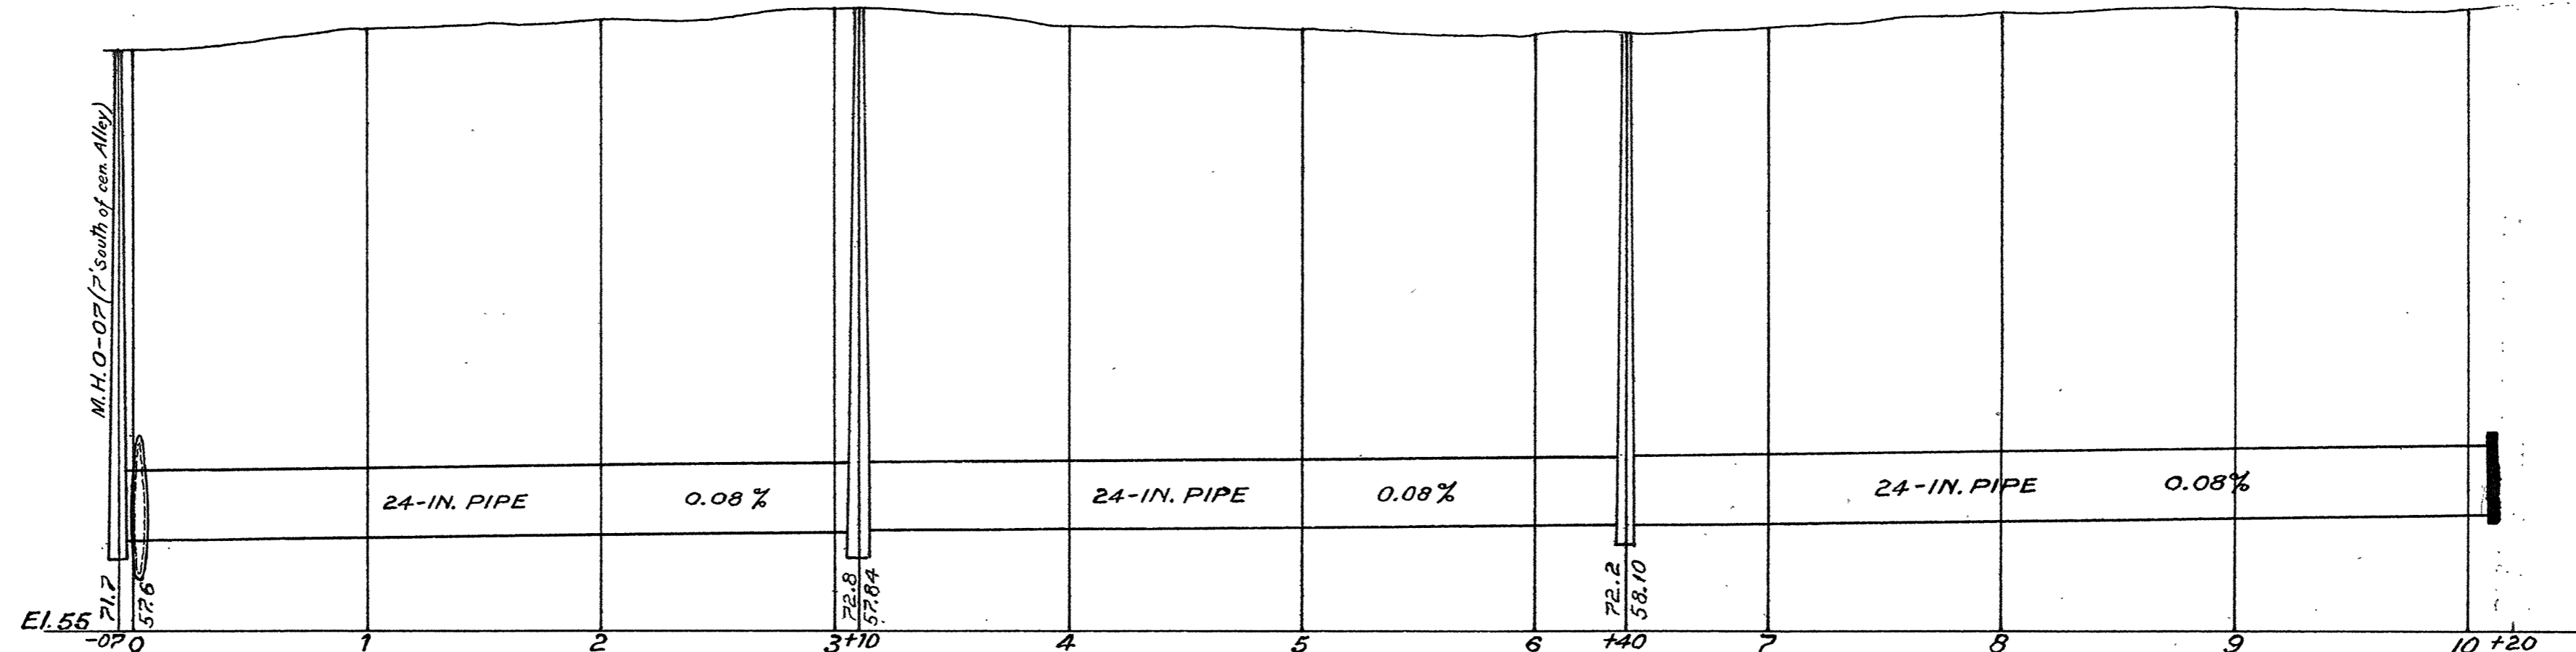 M.H.0-07 (7' south of cen. Alley)
24-IN. PIPE 0.08%
24-IN. PIPE 0.08%
24-IN. PIPE 0.08%
71.7
57.6
72.8
57.84
72.2
58.10
El. 55
-07 0 1 2 3 +10 4 5 6 +40 7 8 9 10 +20